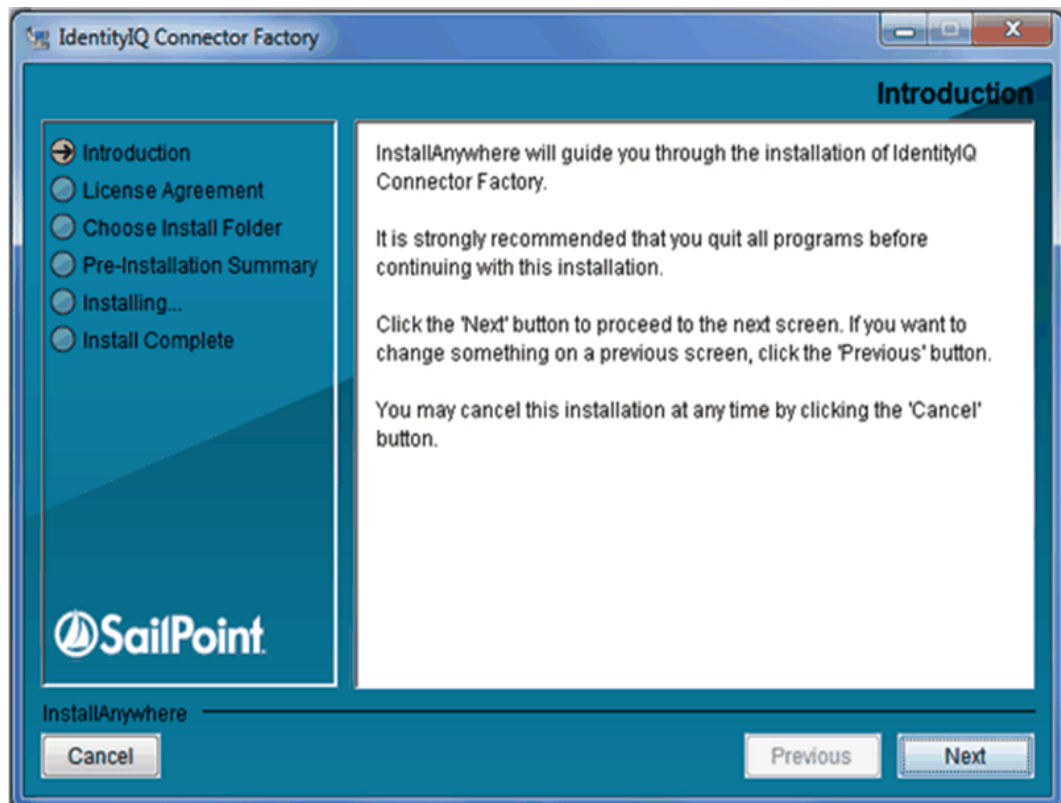 IdentityIQ Connector Factory
Introduction
Introduction
License Agreement
Choose Install Folder
Pre-Installation Summary
Installing...
Install Complete
InstallAnywhere will guide you through the installation of IdentityIQ
Connector Factory.
It is strongly recommended that you quit all programs before
continuing with this installation.
Click the 'Next' button to proceed to the next screen. If you want to
change something on a previous screen, click the 'Previous' button.
You may cancel this installation at any time by clicking the 'Cancel'
button.
SailPoint
InstallAnywhere
Cancel
Previous
Next